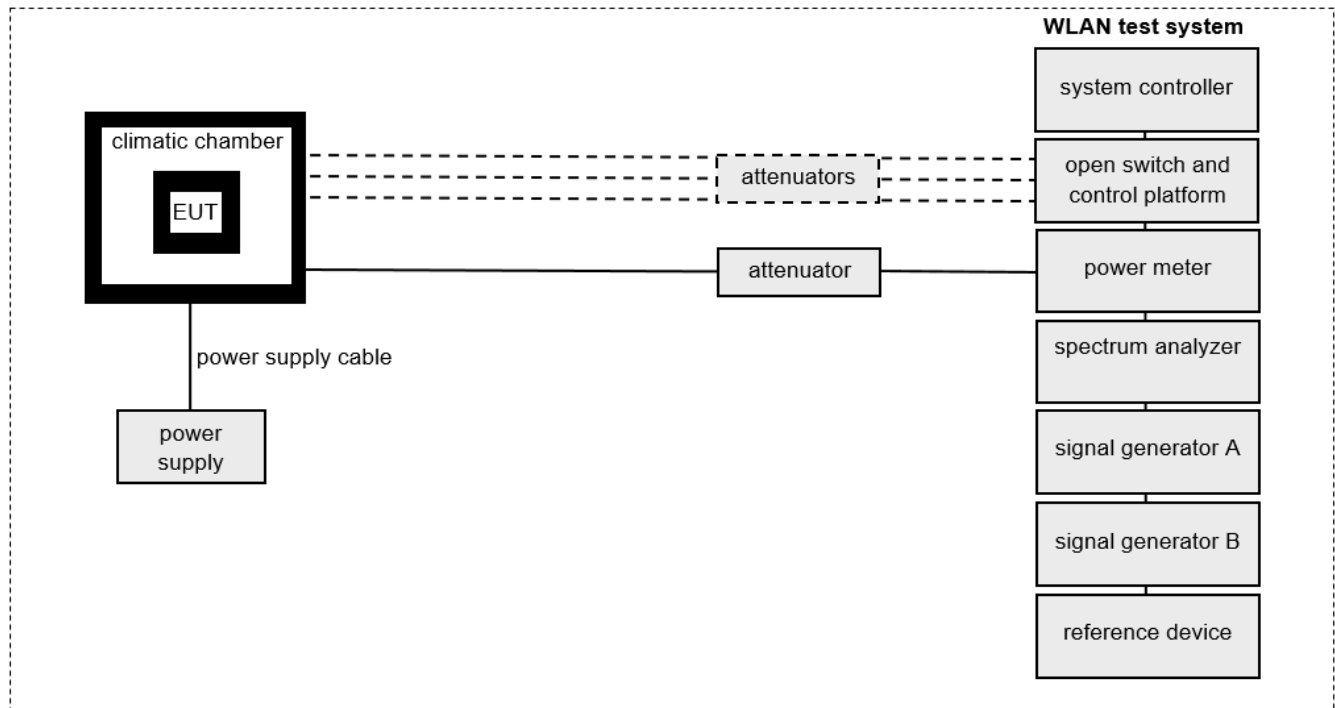 WLAN test system
system controller
climatic chamber
EUT
attenuators
open switch and
control platform
attenuator
power meter
power supply cable
spectrum analyzer
power
supply
signal generator A
signal generator B
reference device